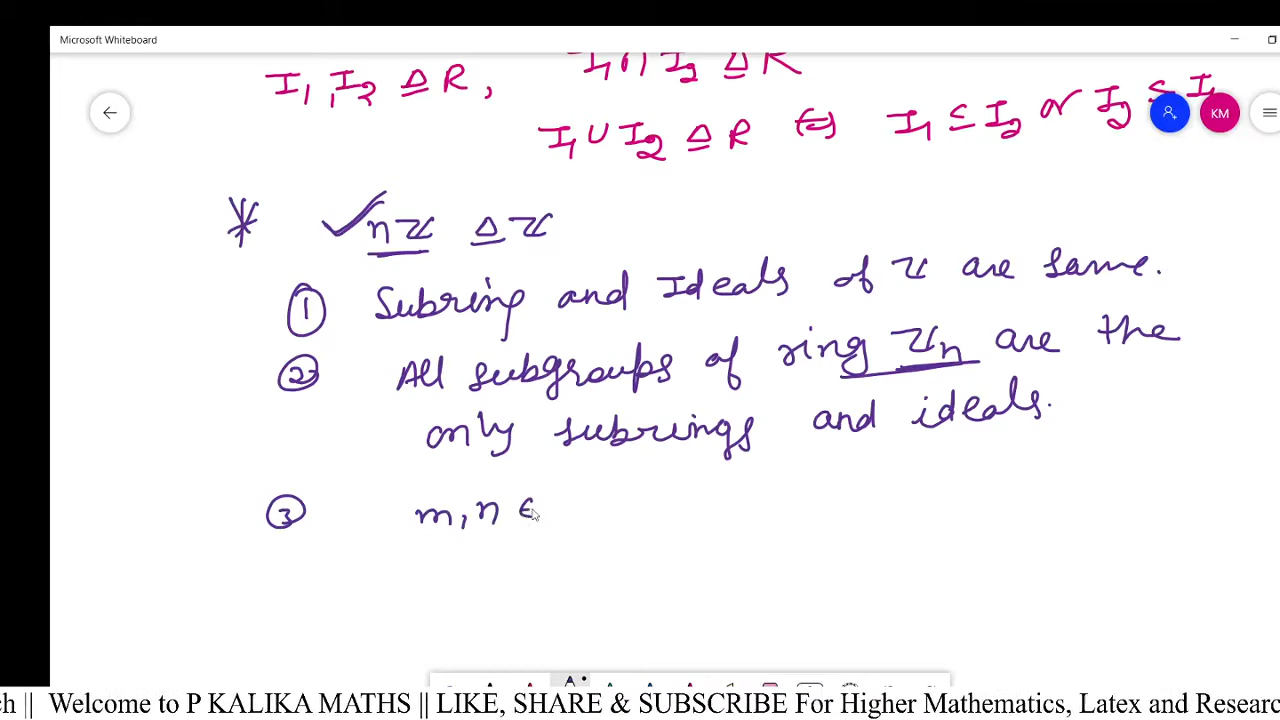 Microsoft Whiteboard
I₁, I₂ ⊴ R, I₁ ∩ I₂ ⊴ R
I₁ ∪ I₂ ⊴ R ⇔ I₁ ⊆ I₂ or I₂ ⊆ I₁
KM
* ✓ nℤ ⊴ ℤ
① Subring and Ideals of ℤ are same.
② All subgroups of ring ℤn are the
only subrings and ideals.
③ m, n ∈
ch || Welcome to P KALIKA MATHS || LIKE, SHARE & SUBSCRIBE For Higher Mathematics, Latex and Researc